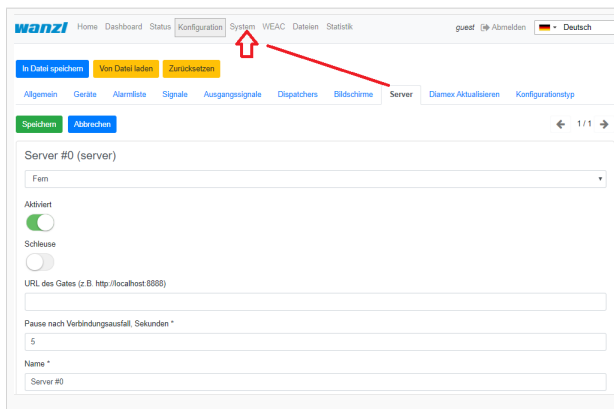 wanzl Home Dashboard Status Konfiguration System WEAC Dateien Statistik guest Abmelden Deutsch
In Datei speichern Von Datei laden Zurücksetzen
Allgemein Geräte Alarmliste Signale Ausgangssignale Dispatchers Bildschirme Server Diamex Aktualisieren Konfigurationstyp
Speichern Abbrechen 1/1
Server #0 (server)
Fern
Aktiviert
Schleuse
URL des Gates (z.B. http://localhost:8888)
Pause nach Verbindungsausfall, Sekunden *
5
Name *
Server #0